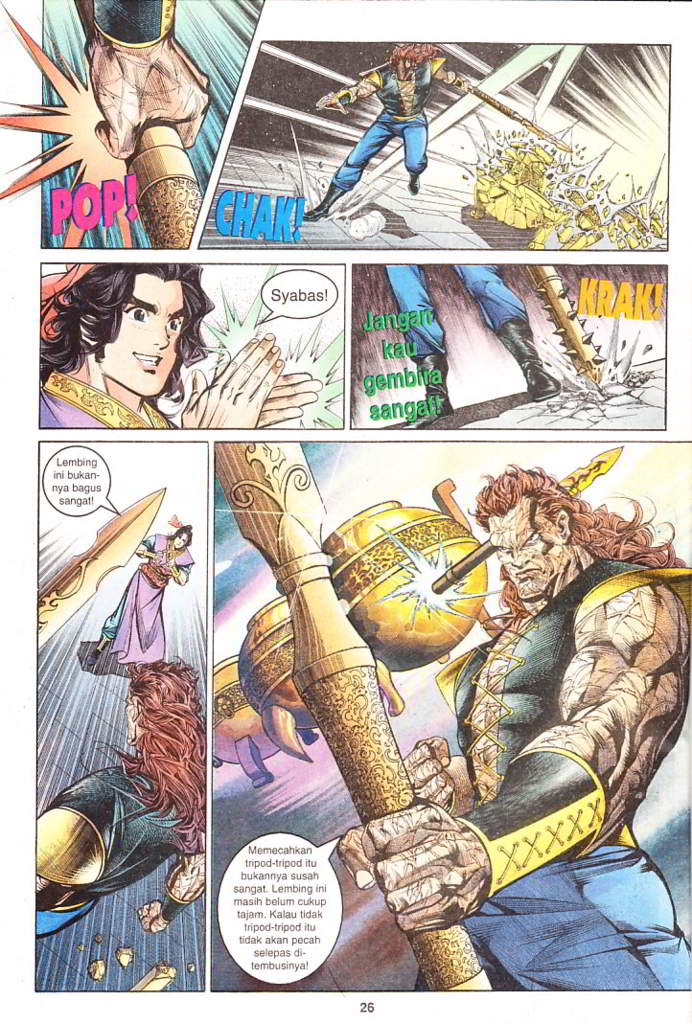 POP!
CHAK!
Syabas!
KRAK!
Jangan
kau
gembira
sangat!
Lembing
ini bukan-
nya bagus
sangat!
Memecahkan
tripod-tripod itu
bukannya susah
sangat. Lembing ini
masih belum cukup
tajam. Kalau tidak
tripod-tripod itu
tidak akan pecah
selepas di-
tembusinya!
26